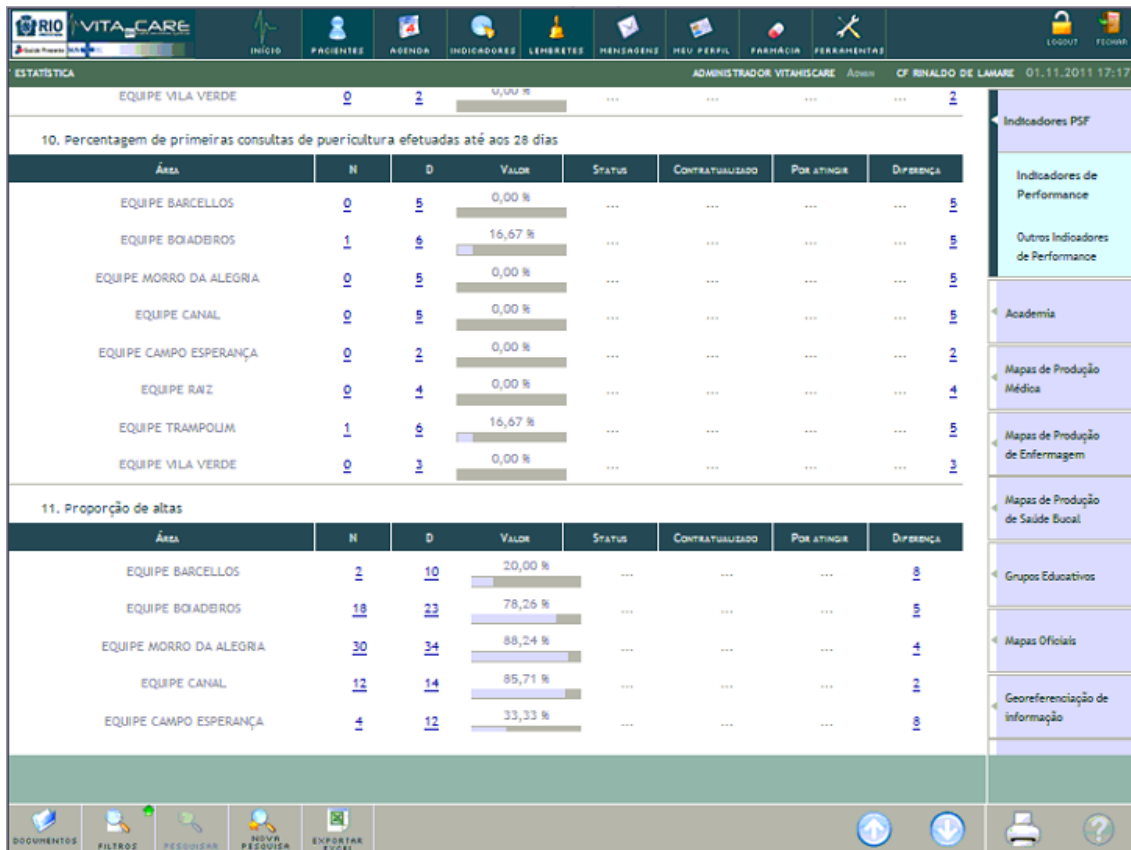 RIO VITA CARE
INÍCIO PACIENTES AGENDA INDICADORES LEMBRETES MENSAGENS MEU PERFIL FARMÁCIA FERRAMENTAS LOGOUT FECHAR
ESTATÍSTICA ADMINISTRADOR VITAHISCARE ADMIN CF RINALDO DE LAMARE 01.11.2011 17:17
EQUIPE VILA VERDE 0 2 0,00 % ... ... ... 2
10. Percentagem de primeiras consultas de puericultura efetuadas até aos 28 dias
ÁREA N D VALOR STATUS CONTRATUALIZADO POR ATINGIR DIFERENÇA
EQUIPE BARCELLOS 0 5 0,00 % ... ... ... 5
EQUIPE BOIADEIROS 1 6 16,67 % ... ... ... 5
EQUIPE MORRO DA ALEGRIA 0 5 0,00 % ... ... ... 5
EQUIPE CANAL 0 5 0,00 % ... ... ... 5
EQUIPE CAMPO ESPERANÇA 0 2 0,00 % ... ... ... 2
EQUIPE RAIZ 0 4 0,00 % ... ... ... 4
EQUIPE TRAMPOLIM 1 6 16,67 % ... ... ... 5
EQUIPE VILA VERDE 0 3 0,00 % ... ... ... 3
11. Proporção de altas
ÁREA N D VALOR STATUS CONTRATUALIZADO POR ATINGIR DIFERENÇA
EQUIPE BARCELLOS 2 10 20,00 % ... ... ... 8
EQUIPE BOIADEIROS 18 23 78,26 % ... ... ... 5
EQUIPE MORRO DA ALEGRIA 30 34 88,24 % ... ... ... 4
EQUIPE CANAL 12 14 85,71 % ... ... ... 2
EQUIPE CAMPO ESPERANÇA 4 12 33,33 % ... ... ... 8
Indicadores PSF
Indicadores de
Performance
Outros Indicadores
de Performance
Academia
Mapas de Produção
Médica
Mapas de Produção
de Enfermagem
Mapas de Produção
de Saúde Bucal
Grupos Educativos
Mapas Oficiais
Georeferenciação de
informação
DOCUMENTOS FILTROS PESQUISAR NOVA PESQUISA EXPORTAR EXCEL